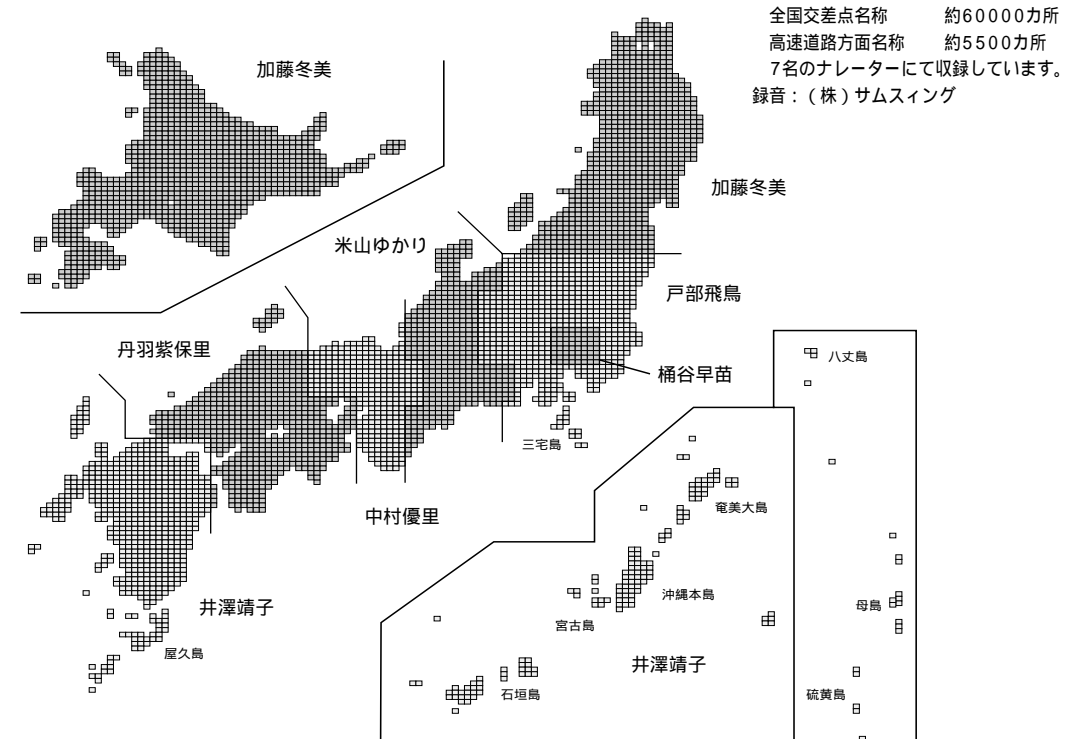 全国交差点名称　約60000カ所
高速道路方面名称　約5500カ所
7名のナレーターにて収録しています。
録音：(株)サムスィング
加藤冬美
加藤冬美
米山ゆかり
戸部飛鳥
丹羽紫保里
桶谷早苗
八丈島
三宅島
中村優里
奄美大島
沖縄本島
井澤靖子
宮古島
母島
屋久島
井澤靖子
石垣島
硫黄島